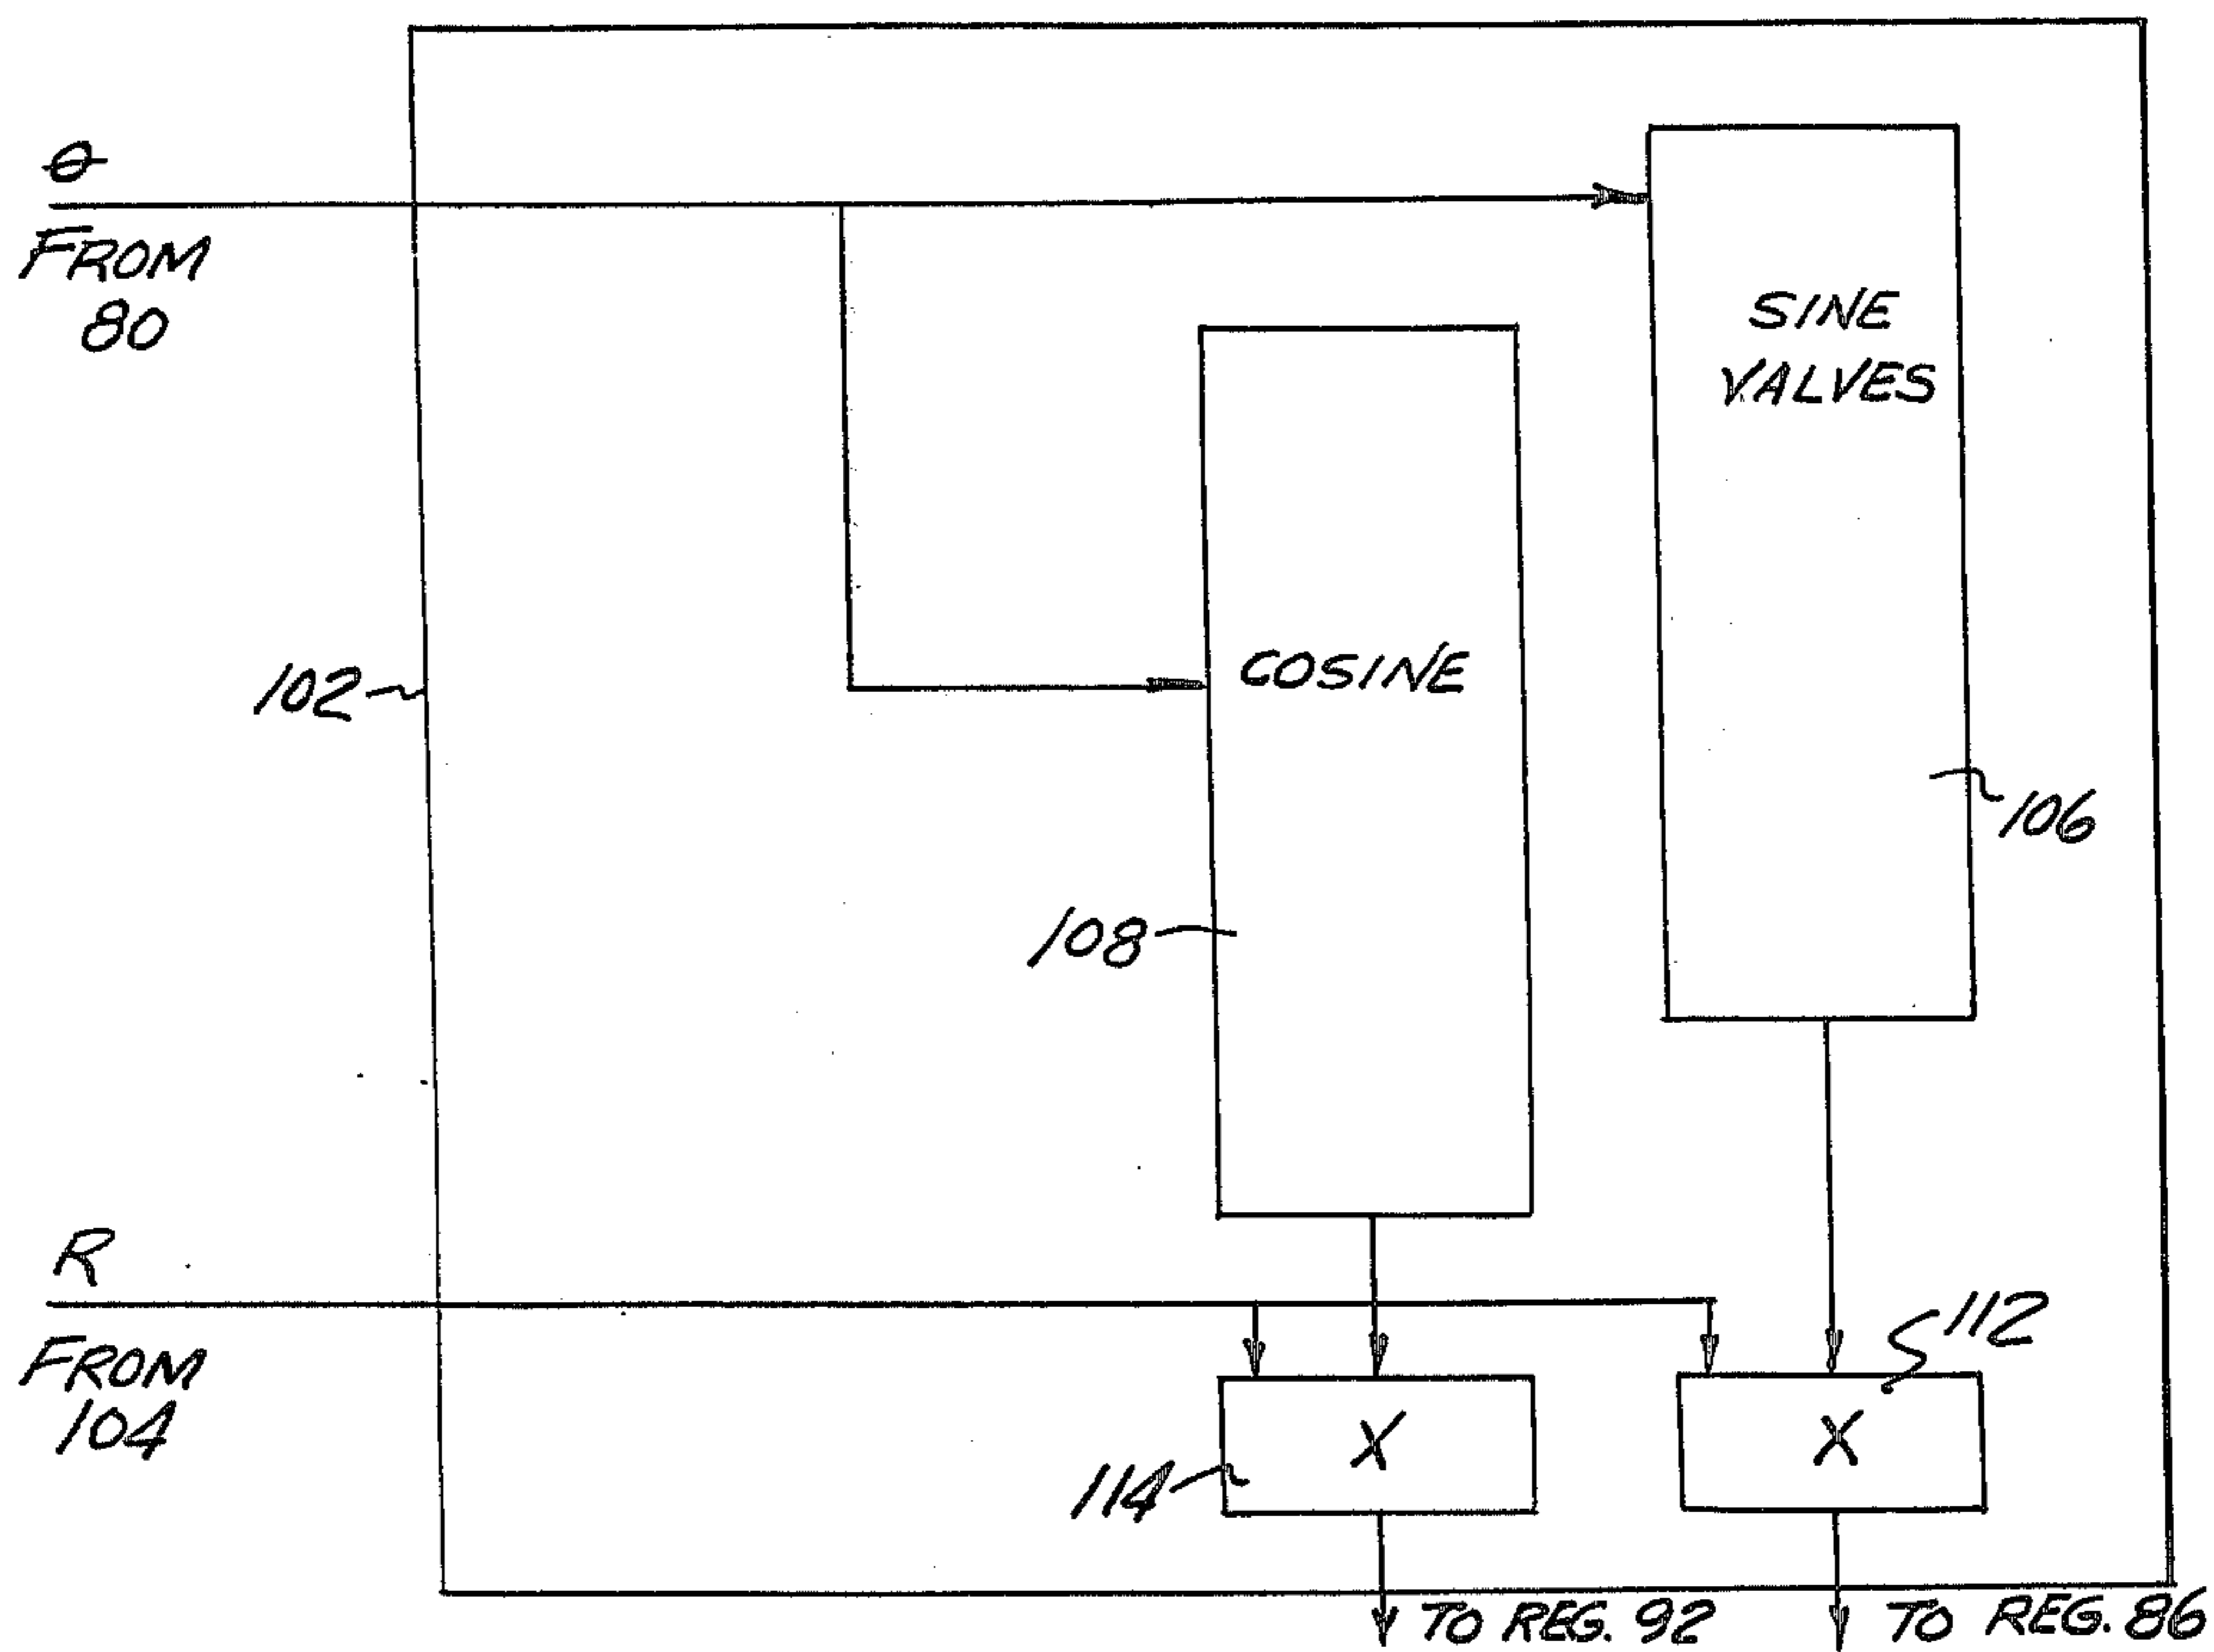 θ
FROM
80
SINE
VALVES
COSINE
102
106
108
R
FROM
104
112
X
X
114
TO REG. 92
TO REG. 86